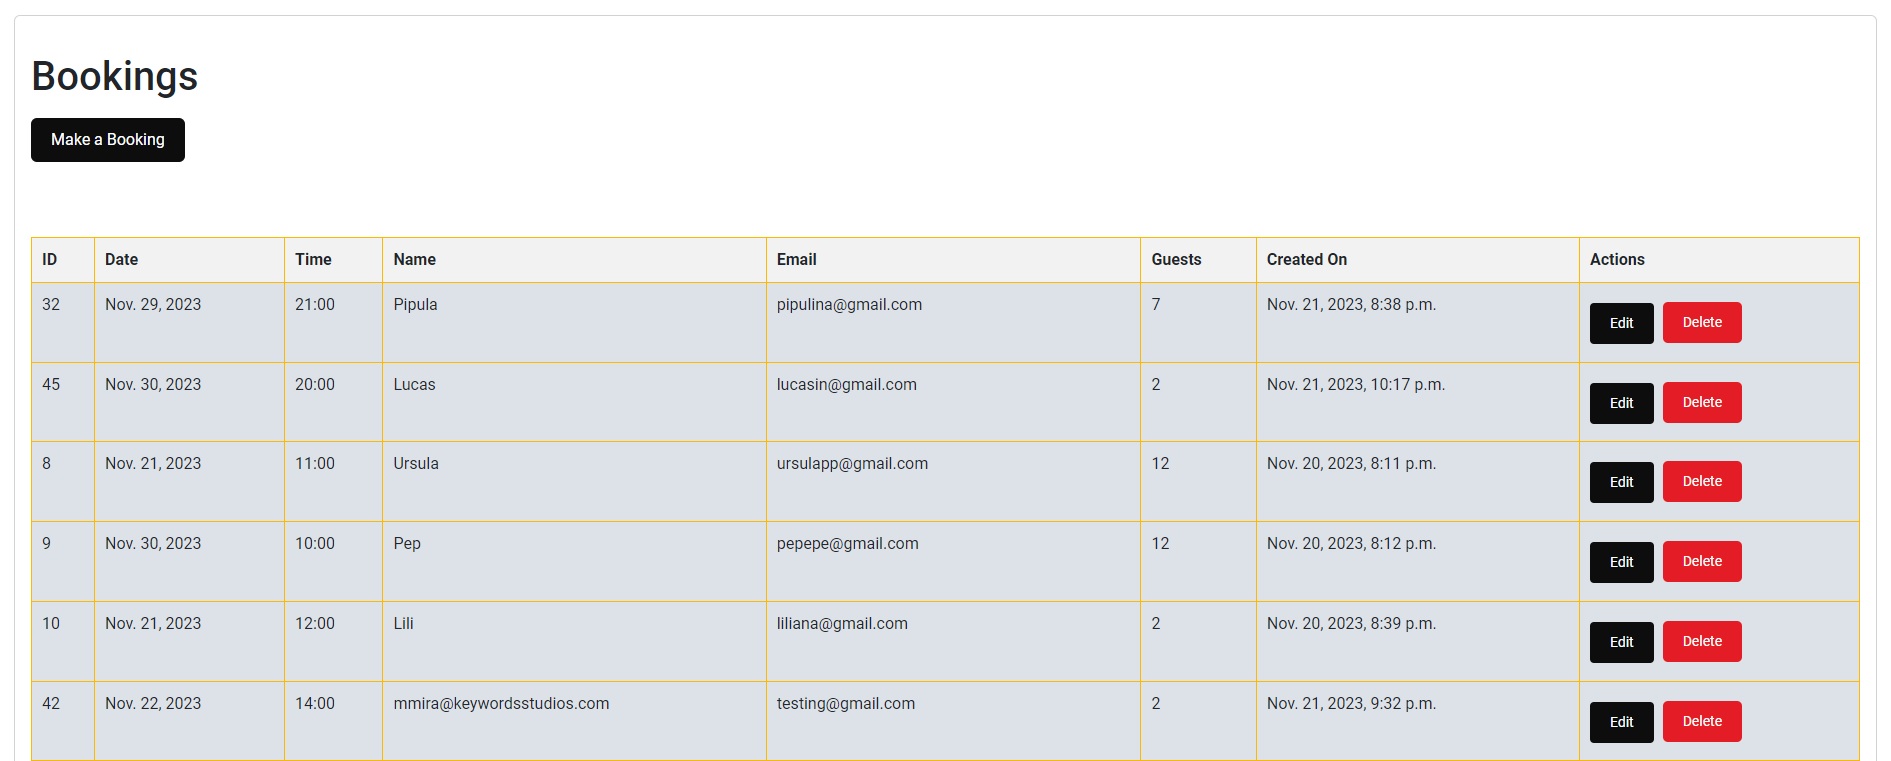 Bookings
Make a Booking
ID Date Time Name Email Guests Created On Actions
32 Nov. 29, 2023 21:00 Pipula pipulina@gmail.com 7 Nov. 21, 2023, 8:38 p.m. Edit Delete
45 Nov. 30, 2023 20:00 Lucas lucasin@gmail.com 2 Nov. 21, 2023, 10:17 p.m. Edit Delete
8 Nov. 21, 2023 11:00 Ursula ursulapp@gmail.com 12 Nov. 20, 2023, 8:11 p.m. Edit Delete
9 Nov. 30, 2023 10:00 Pep pepepe@gmail.com 12 Nov. 20, 2023, 8:12 p.m. Edit Delete
10 Nov. 21, 2023 12:00 Lili liliana@gmail.com 2 Nov. 20, 2023, 8:39 p.m. Edit Delete
42 Nov. 22, 2023 14:00 mmira@keywordsstudios.com testing@gmail.com 2 Nov. 21, 2023, 9:32 p.m. Edit Delete